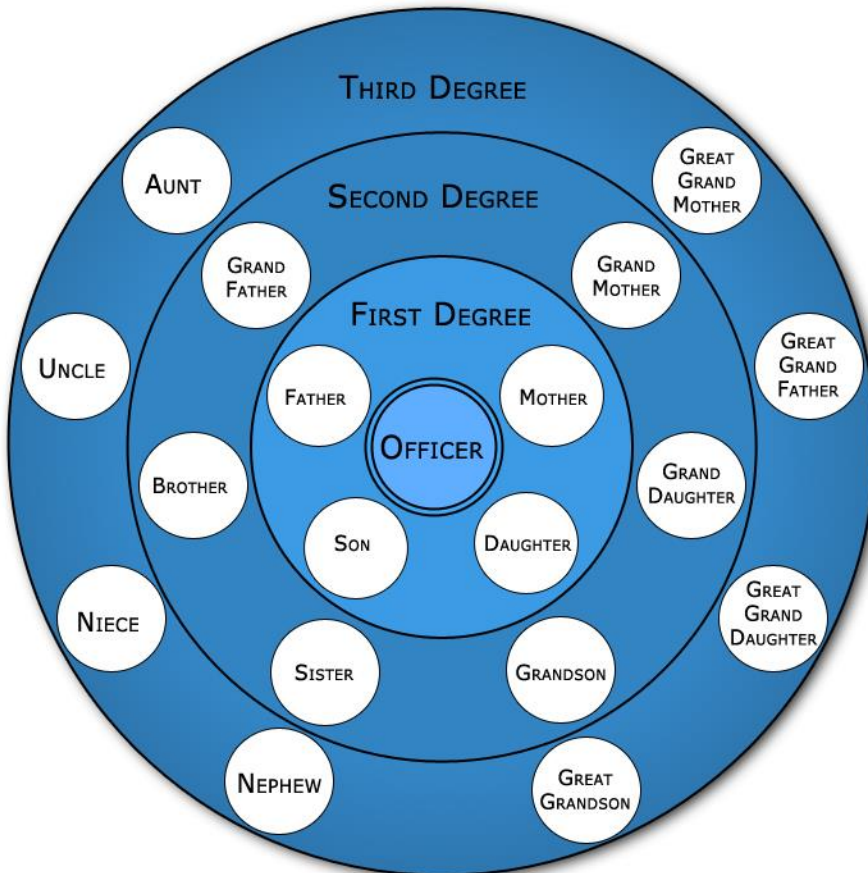 Third Degree
Aunt
Great
Grand
Mother
Second Degree
Grand
Father
Grand
Mother
First Degree
Uncle
Great
Grand
Father
Father
Mother
Officer
Brother
Grand
Daughter
Son
Daughter
Niece
Great
Grand
Daughter
Sister
Grandson
Nephew
Great
Grandson